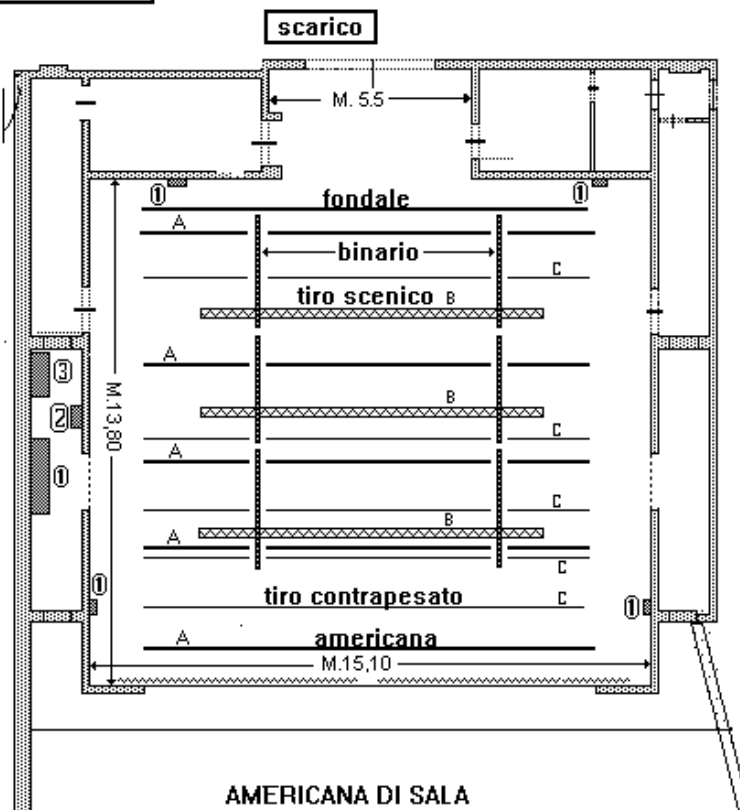 scarico
M. 5.5
1
1
fondale
A
binario
C
tiro scenico B
A
3
B
2
M.13,80
C
A
1
C
B
A
C
1
tiro contrapesato C
1
A americana
M.15,10
AMERICANA DI SALA